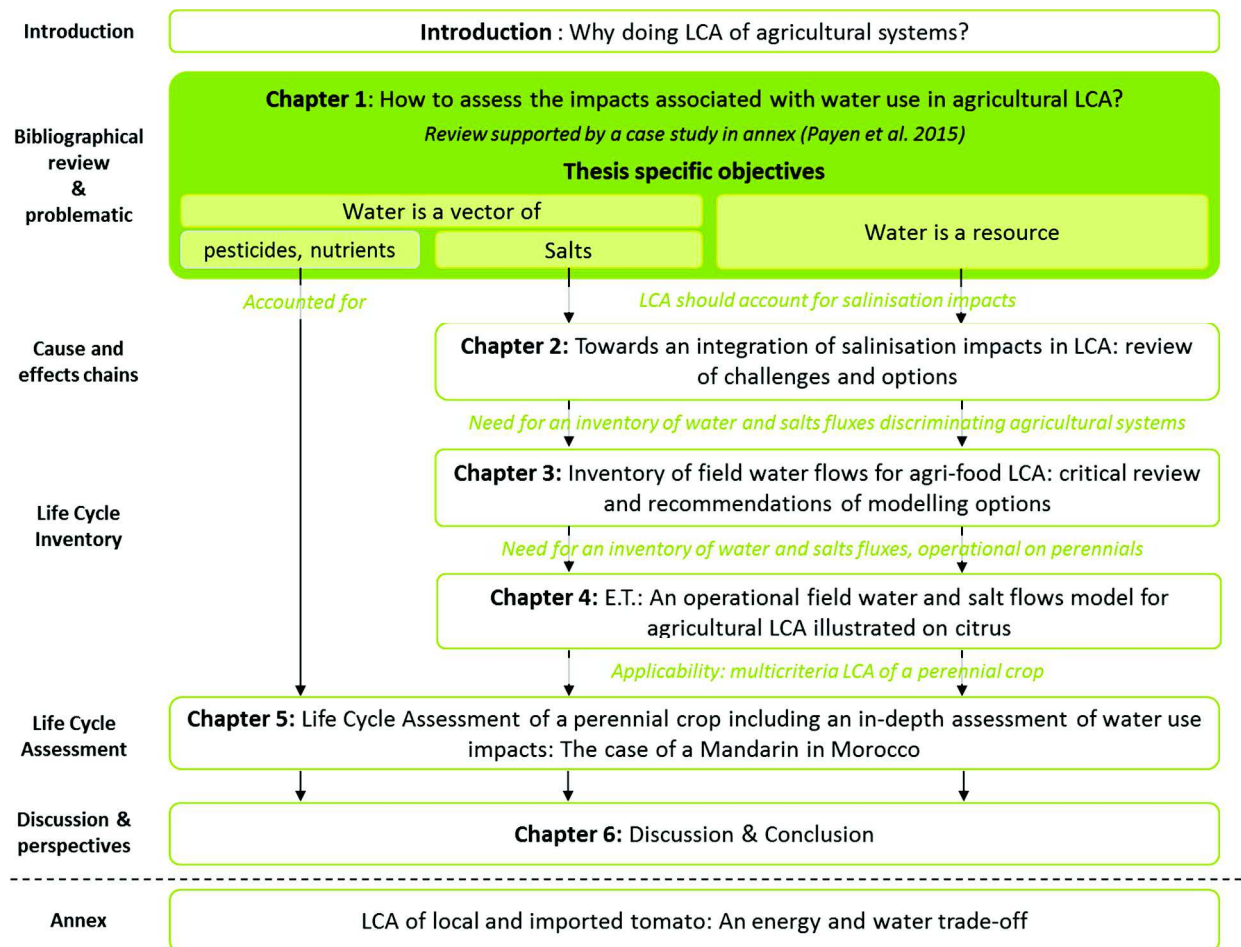 Introduction
Introduction : Why doing LCA of agricultural systems?
Bibliographical
review
&
problematic
Chapter 1: How to assess the impacts associated with water use in agricultural LCA?
Review supported by a case study in annex (Payen et al. 2015)
Thesis specific objectives
Water is a vector of
pesticides, nutrients
Salts
Water is a resource
Accounted for
LCA should account for salinisation impacts
Cause and
effects chains
Chapter 2: Towards an integration of salinisation impacts in LCA: review
of challenges and options
Need for an inventory of water and salts fluxes discriminating agricultural systems
Life Cycle
Inventory
Chapter 3: Inventory of field water flows for agri-food LCA: critical review
and recommendations of modelling options
Need for an inventory of water and salts fluxes, operational on perennials
Chapter 4: E.T.: An operational field water and salt flows model for
agricultural LCA illustrated on citrus
Applicability: multicriteria LCA of a perennial crop
Life Cycle
Assessment
Chapter 5: Life Cycle Assessment of a perennial crop including an in-depth assessment of water use
impacts: The case of a Mandarin in Morocco
Discussion &
perspectives
Chapter 6: Discussion & Conclusion
Annex
LCA of local and imported tomato: An energy and water trade-off